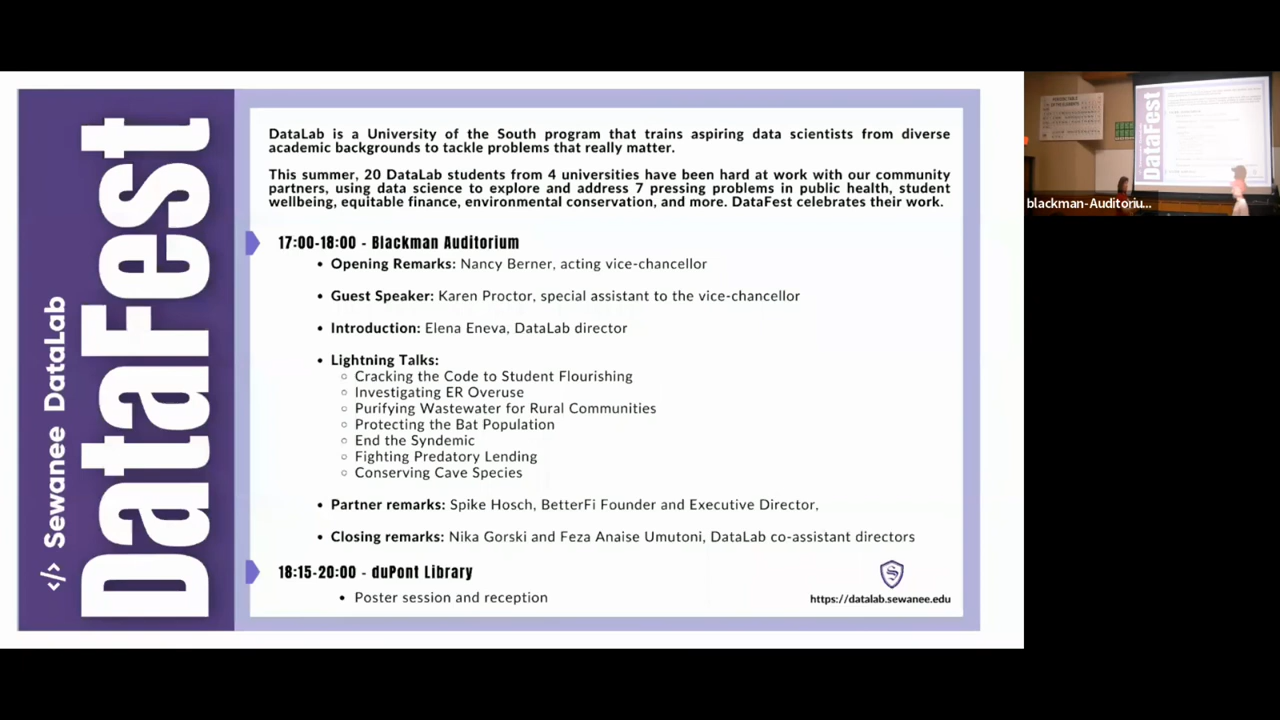 </> Sewanee DataLab
DataFest
DataLab is a University of the South program that trains aspiring data scientists from diverse
academic backgrounds to tackle problems that really matter.
This summer, 20 DataLab students from 4 universities have been hard at work with our community
partners, using data science to explore and address 7 pressing problems in public health, student
wellbeing, equitable finance, environmental conservation, and more. DataFest celebrates their work.
17:00-18:00 - Blackman Auditorium
• Opening Remarks: Nancy Berner, acting vice-chancellor
• Guest Speaker: Karen Proctor, special assistant to the vice-chancellor
• Introduction: Elena Eneva, DataLab director
• Lightning Talks:
○ Cracking the Code to Student Flourishing
○ Investigating ER Overuse
○ Purifying Wastewater for Rural Communities
○ Protecting the Bat Population
○ End the Syndemic
○ Fighting Predatory Lending
○ Conserving Cave Species
• Partner remarks: Spike Hosch, BetterFi Founder and Executive Director,
• Closing remarks: Nika Gorski and Feza Anaise Umutoni, DataLab co-assistant directors
18:15-20:00 - duPont Library
• Poster session and reception
https://datalab.sewanee.edu
DataFest
blackman-Auditoriu...